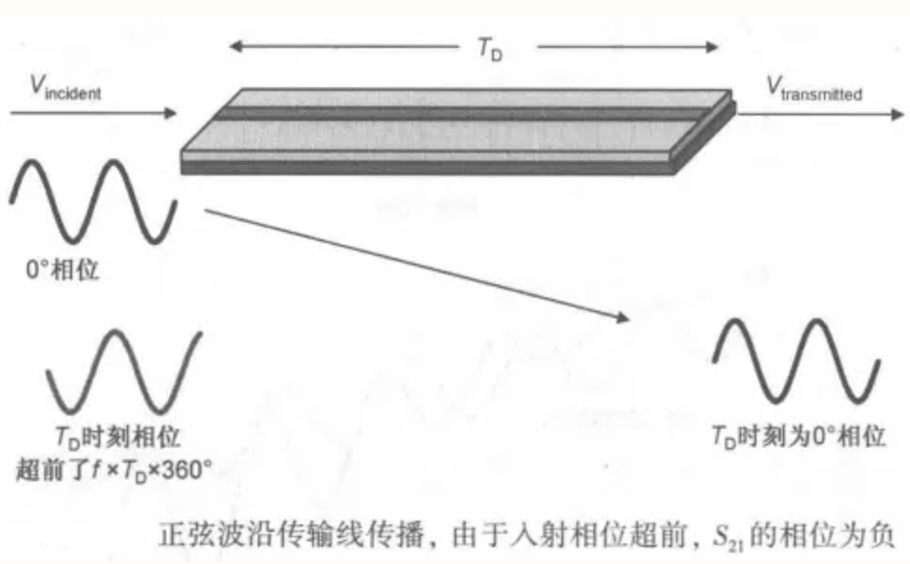 T_D
V_incident
V_transmitted
0°相位
T_D时刻相位
超前了f×T_D×360°
T_D时刻为0°相位
正弦波沿传输线传播，由于入射相位超前，S_21的相位为负